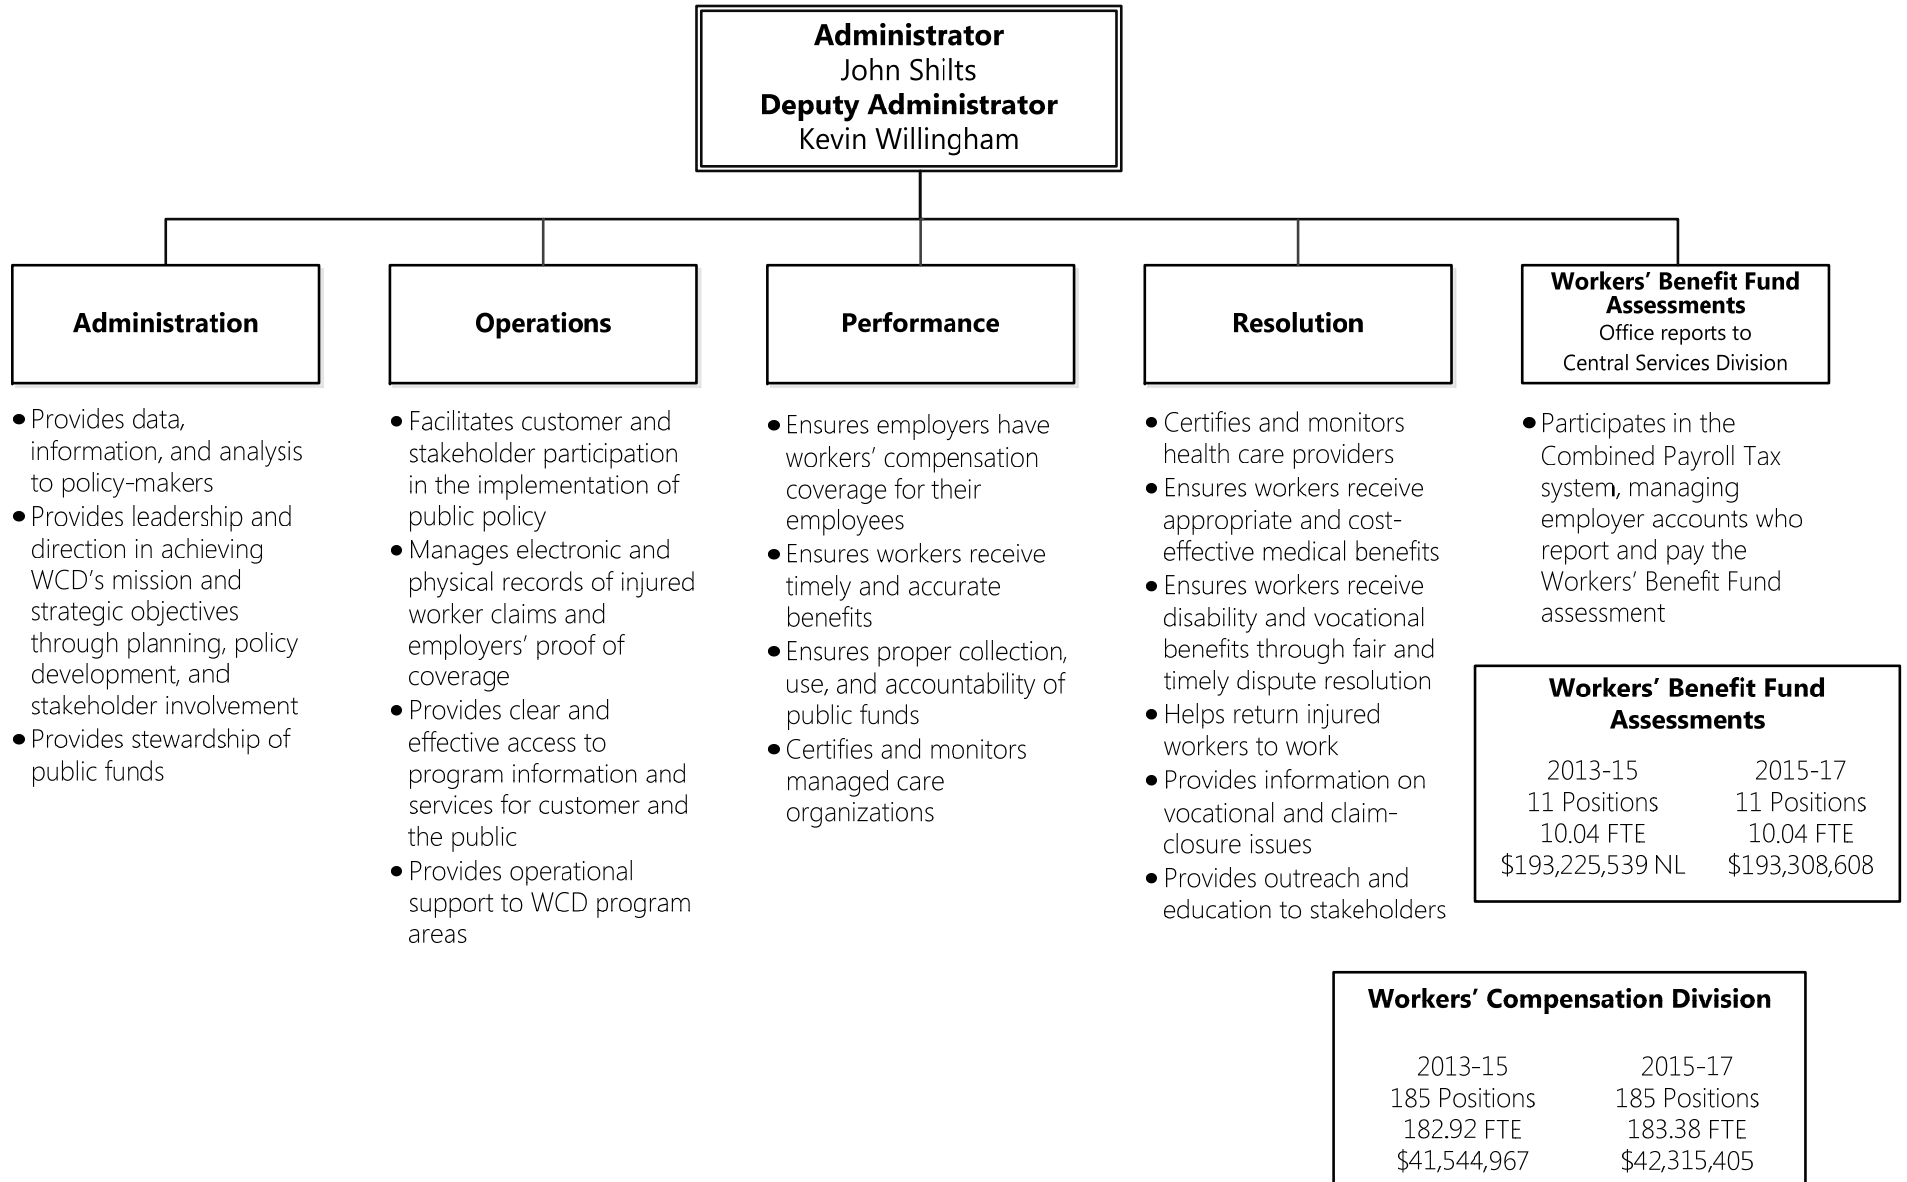 Administrator
John Shilts
Deputy Administrator
Kevin Willingham
Administration
• Provides data,
information, and analysis
to policy-makers
• Provides leadership and
direction in achieving
WCD’s mission and
strategic objectives
through planning, policy
development, and
stakeholder involvement
• Provides stewardship of
public funds
Operations
• Facilitates customer and
stakeholder participation
in the implementation of
public policy
• Manages electronic and
physical records of injured
worker claims and
employers’ proof of
coverage
• Provides clear and
effective access to
program information and
services for customer and
the public
• Provides operational
support to WCD program
areas
Performance
• Ensures employers have
workers’ compensation
coverage for their
employees
• Ensures workers receive
timely and accurate
benefits
• Ensures proper collection,
use, and accountability of
public funds
• Certifies and monitors
managed care
organizations
Resolution
• Certifies and monitors
health care providers
• Ensures workers receive
appropriate and cost-
effective medical benefits
• Ensures workers receive
disability and vocational
benefits through fair and
timely dispute resolution
• Helps return injured
workers to work
• Provides information on
vocational and claim-
closure issues
• Provides outreach and
education to stakeholders
Workers’ Benefit Fund
Assessments
Office reports to
Central Services Division
• Participates in the
Combined Payroll Tax
system, managing
employer accounts who
report and pay the
Workers’ Benefit Fund
assessment
Workers’ Benefit Fund
Assessments
2013-15 2015-17
11 Positions 11 Positions
10.04 FTE 10.04 FTE
$193,225,539 NL $193,308,608
Workers’ Compensation Division
2013-15 2015-17
185 Positions 185 Positions
182.92 FTE 183.38 FTE
$41,544,967 $42,315,405